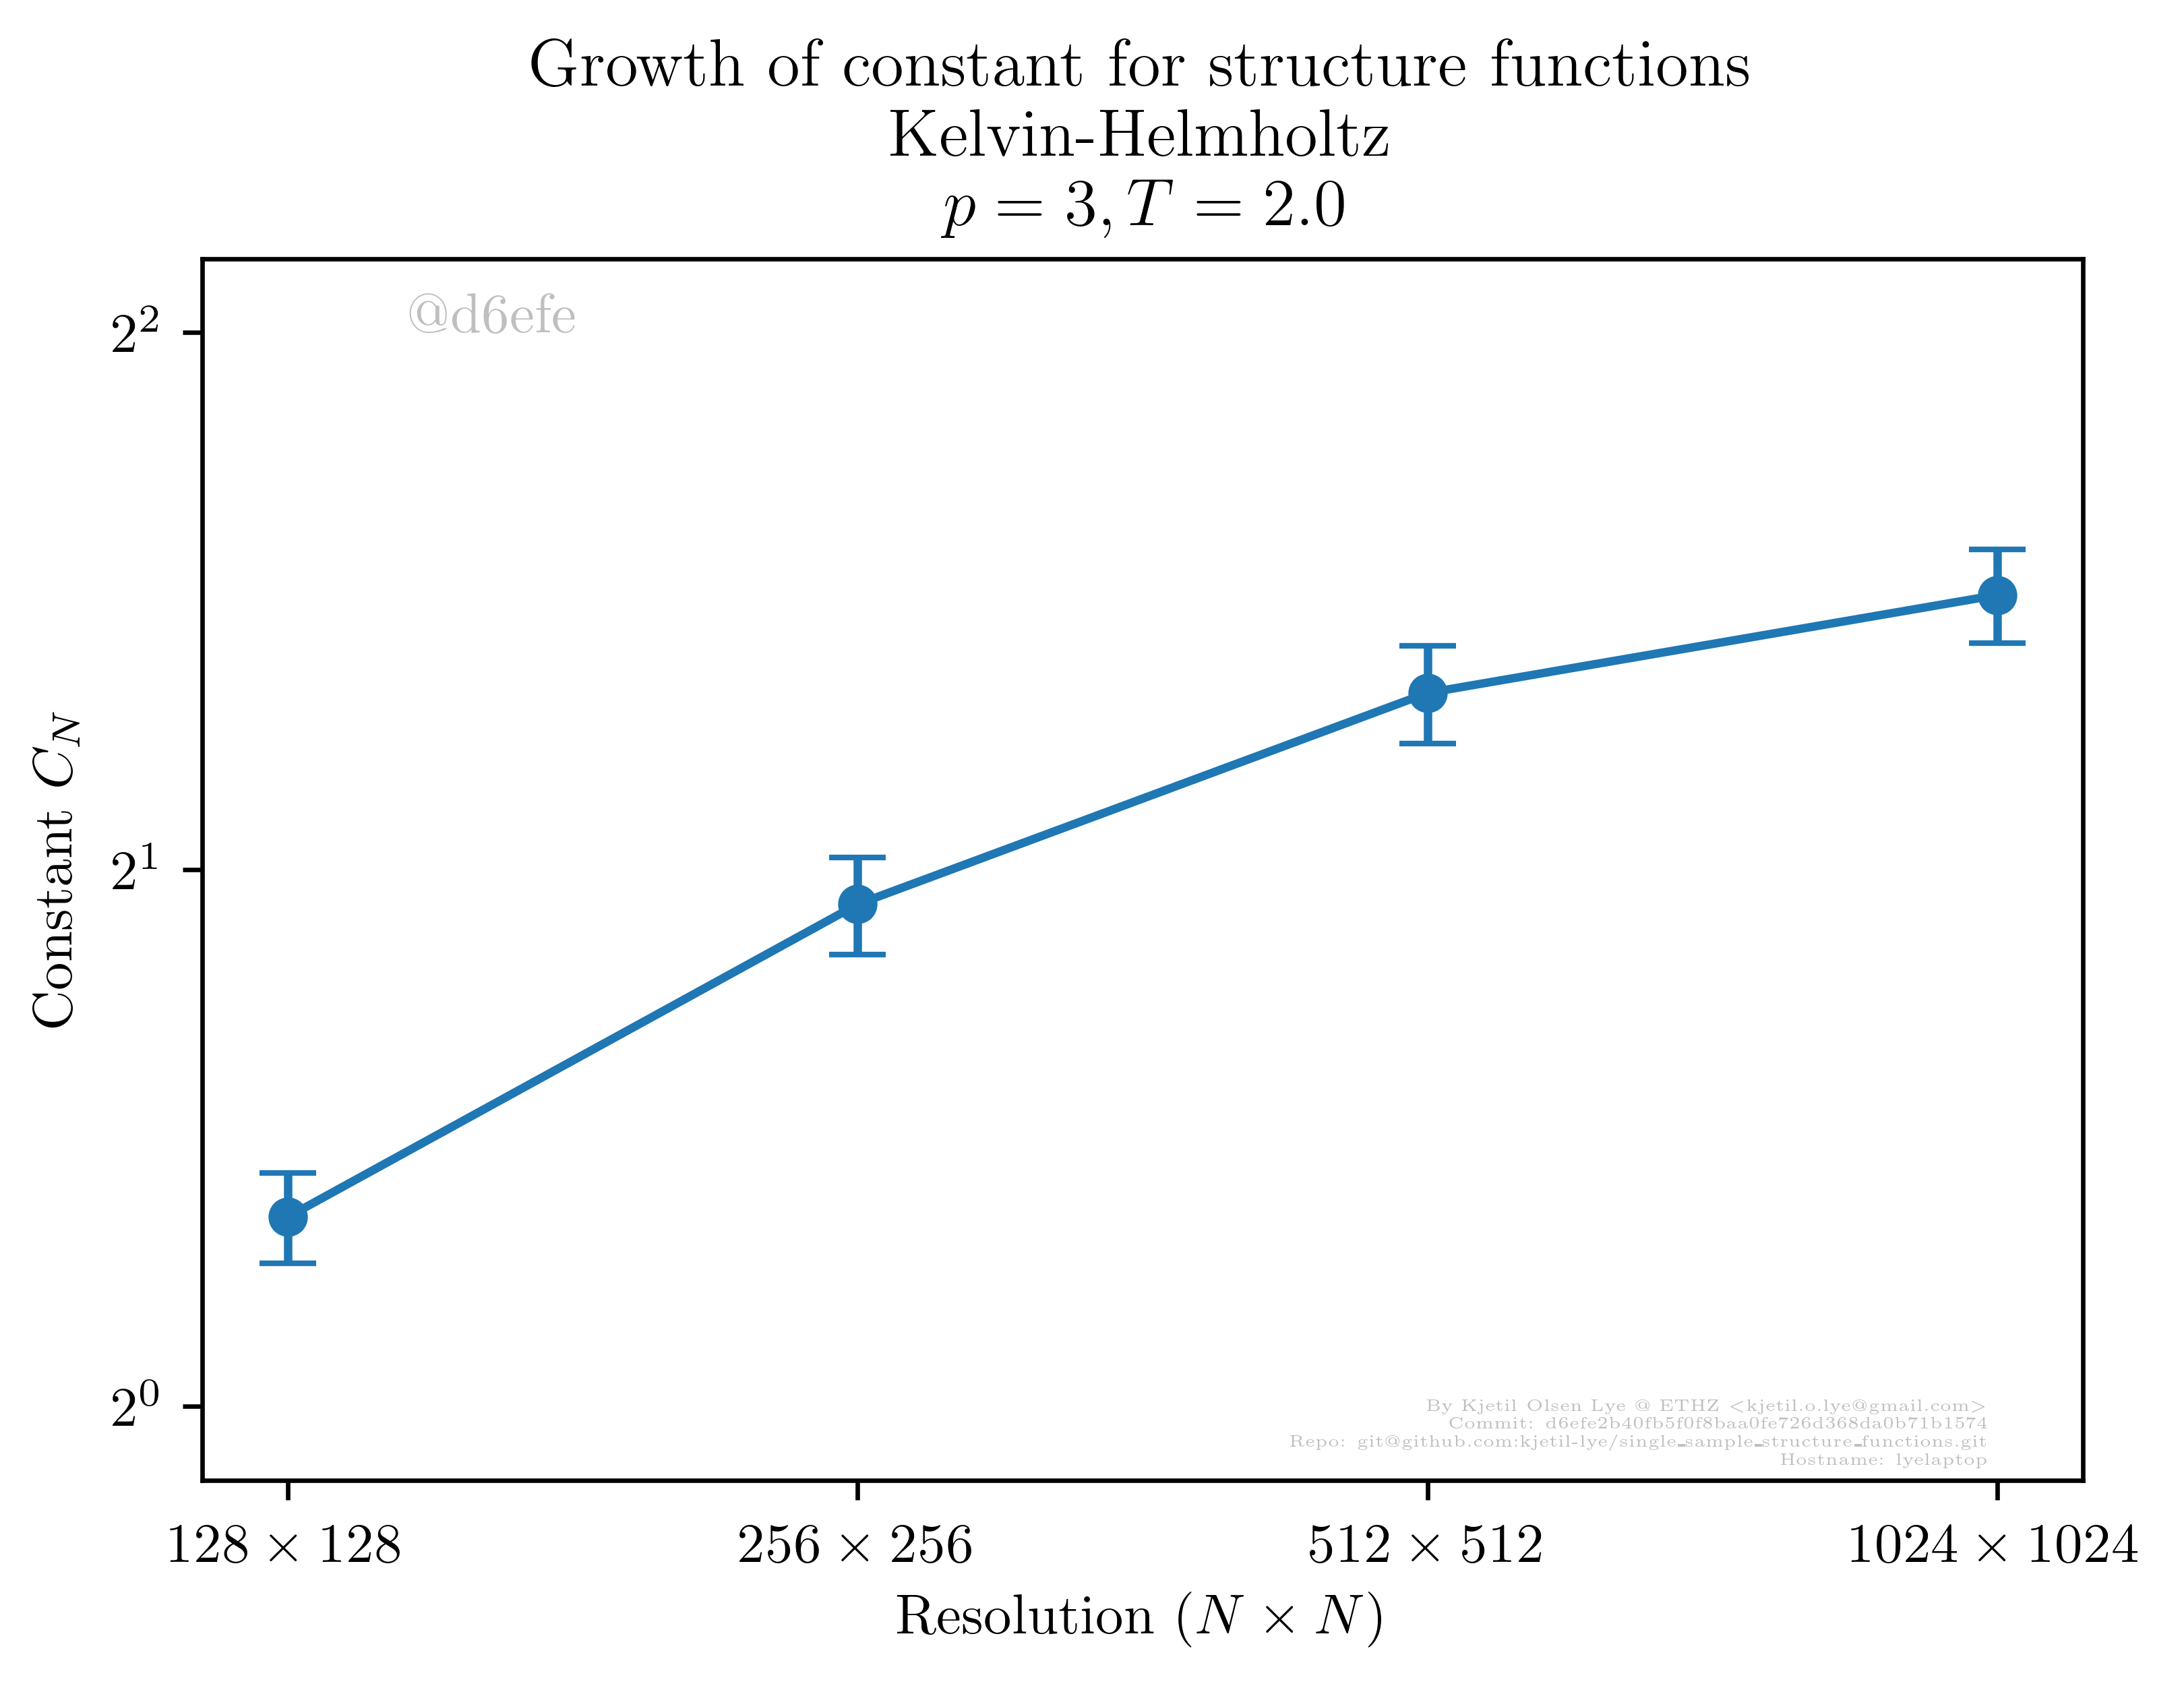 Growth of constant for structure functions
Kelvin-Helmholtz
p = 3, T = 2.0
@d6efe
2²
2¹
2⁰
Constant C_N
By Kjetil Olsen Lye @ ETHZ <kjetil.o.lye@gmail.com>
Commit: d6efe2b40fb5f0f8baa0fe726d368da0b71b1574
Repo: git@github.com:kjetil-lye/single_sample_structure_functions.git
Hostname: lyelaptop
128 × 128 256 × 256 512 × 512 1024 × 1024
Resolution (N × N)